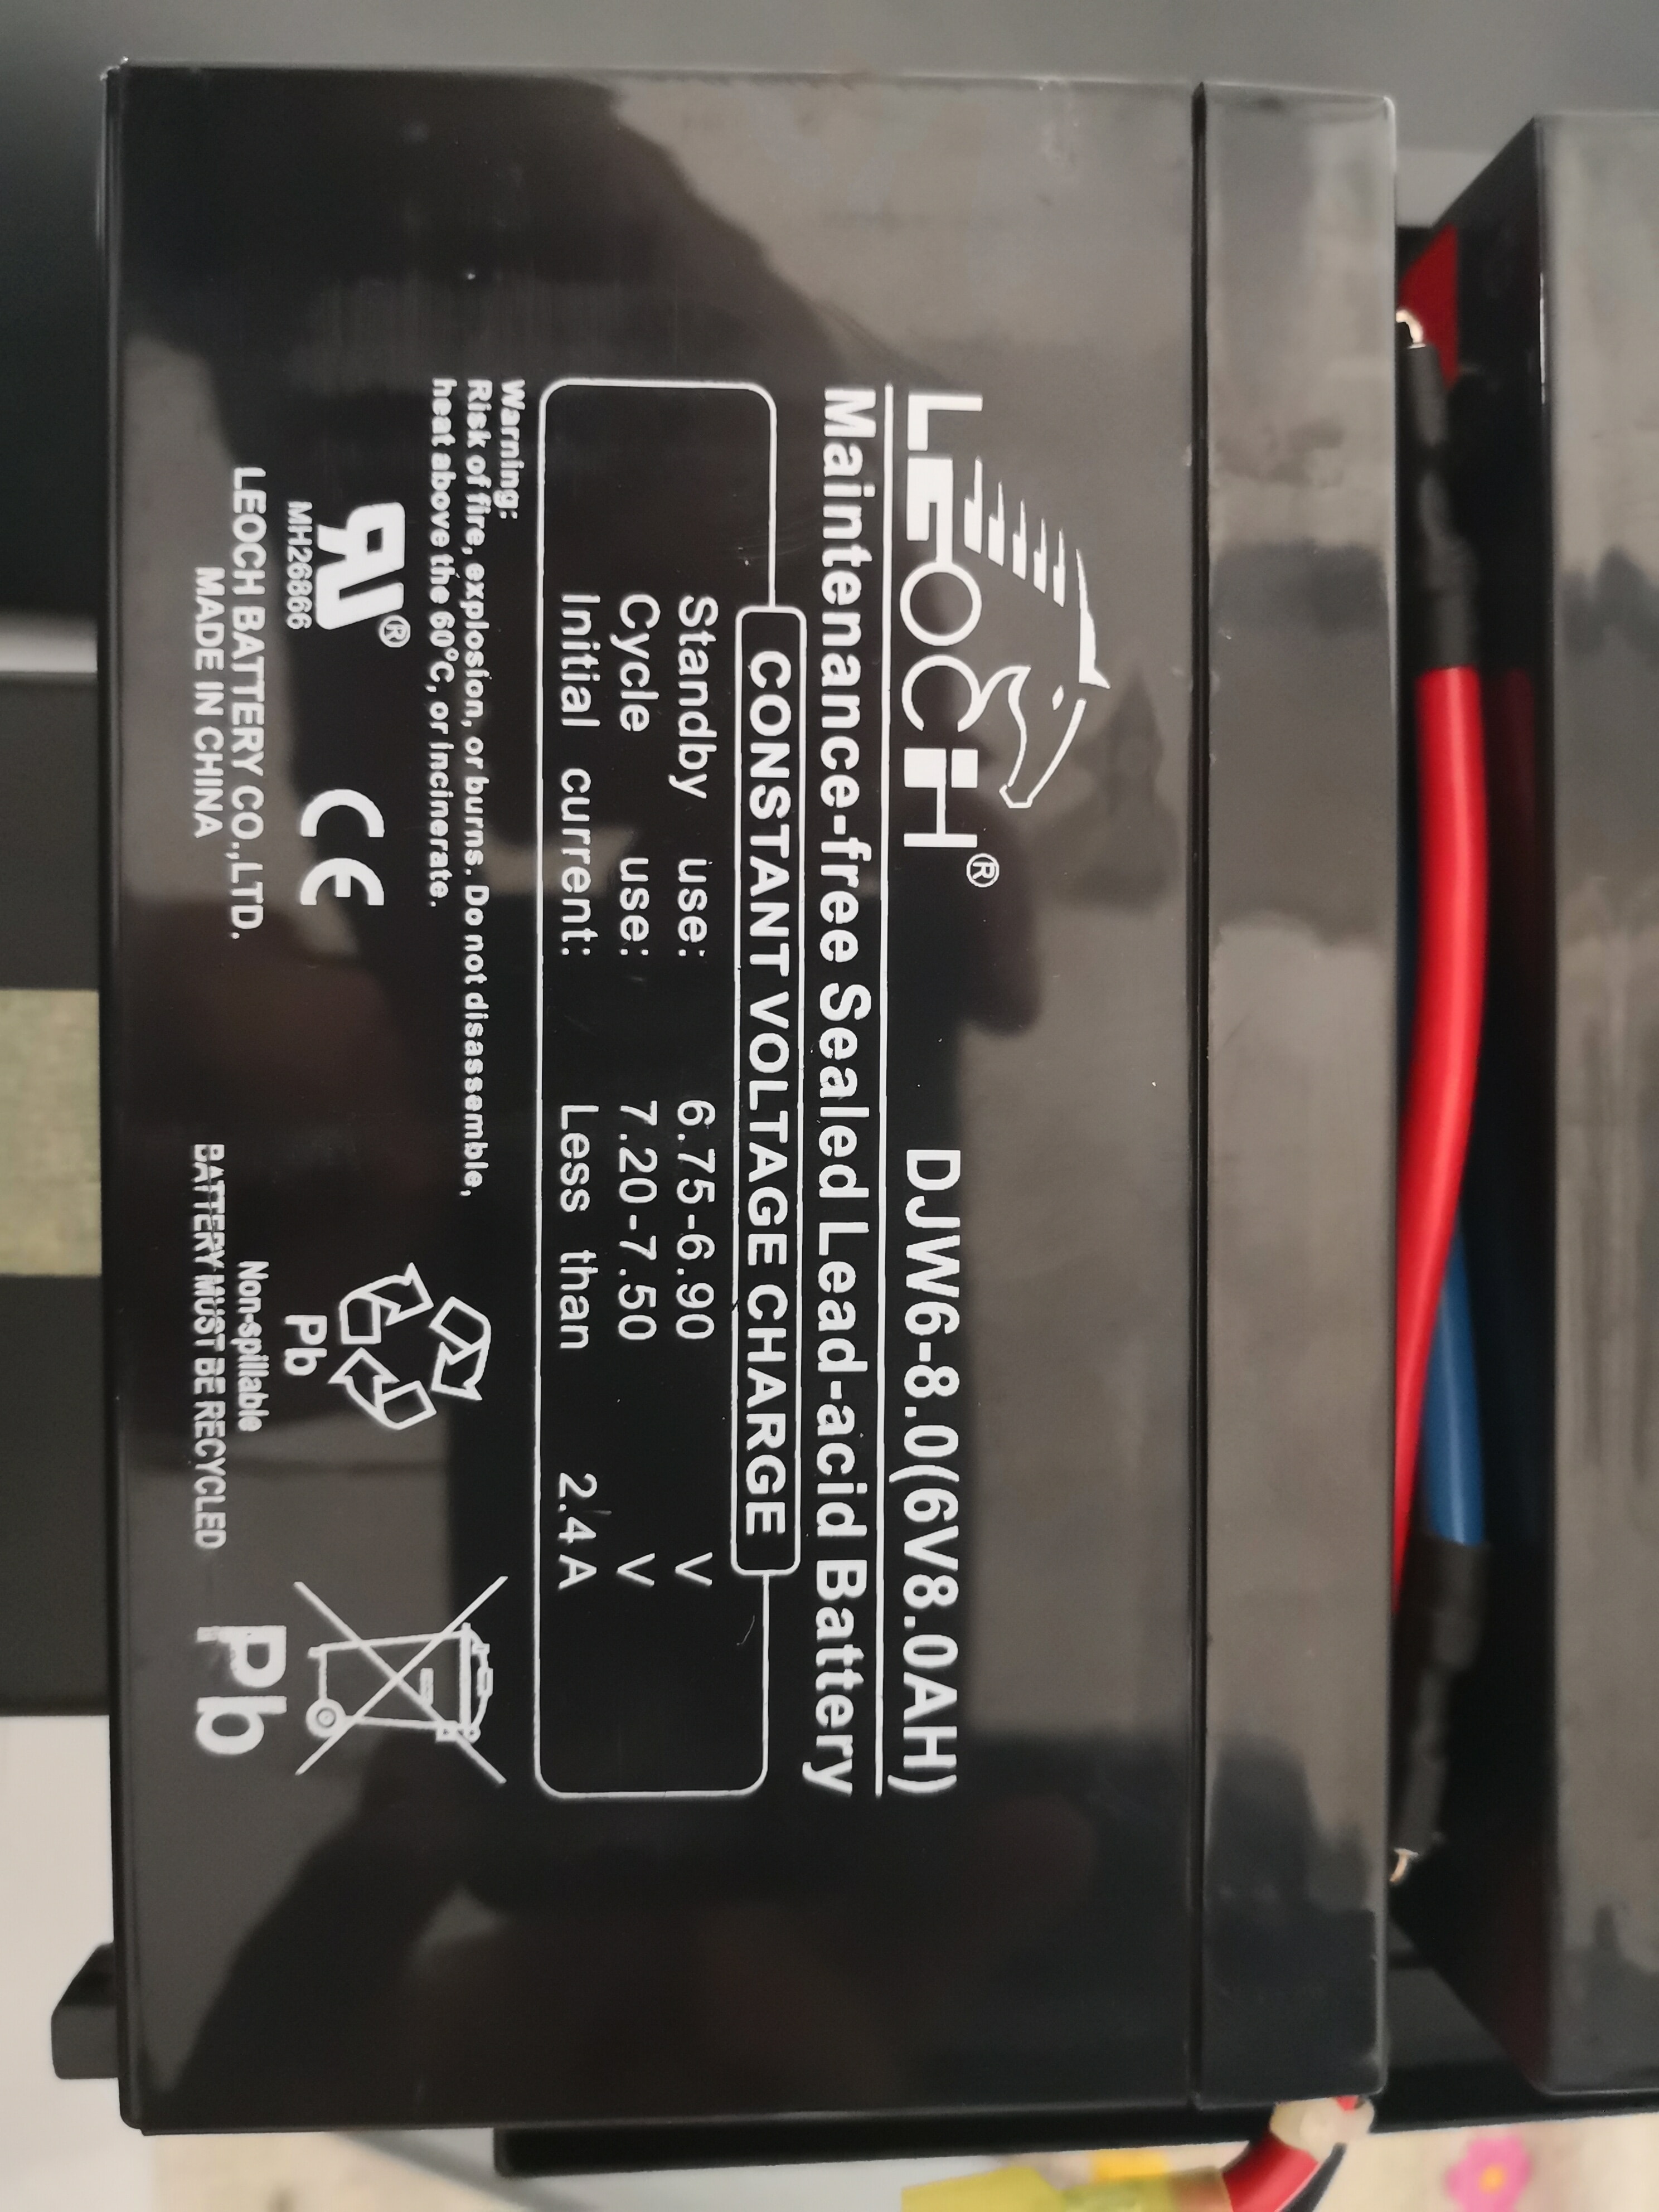 LEOCH® DJW6-8.0(6V8.0AH)
Maintenance-free Sealed Lead-acid Battery
CONSTANT VOLTAGE CHARGE
Standby use: 6.75-6.90 V
Cycle use: 7.20-7.50 V
Initial current: Less than 2.4A
Warning:
Risk of fire, explosion, or burns. Do not disassemble,
heat above the 60°C, or incinerate.
RU®
MH26866
CE
LEOCH BATTERY CO.,LTD.
MADE IN CHINA
Pb
Non-spillable
BATTERY MUST BE RECYCLED
Pb